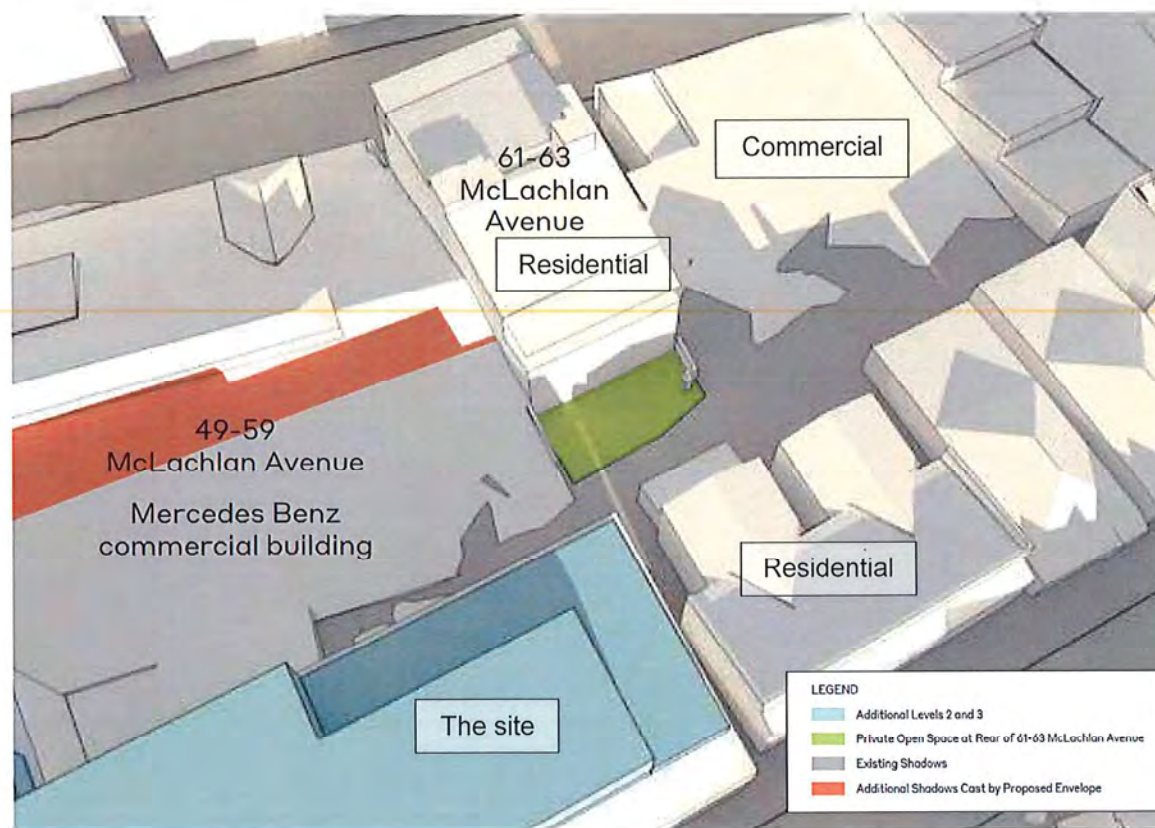 61-63
McLachlan
Avenue
Residential
Commercial
49-59
McLachlan Avenue
Mercedes Benz
commercial building
Residential
The site
LEGEND
Additional Levels 2 and 3
Private Open Space at Rear of 61-63 McLachlan Avenue
Existing Shadows
Additional Shadows Cast by Proposed Envelope